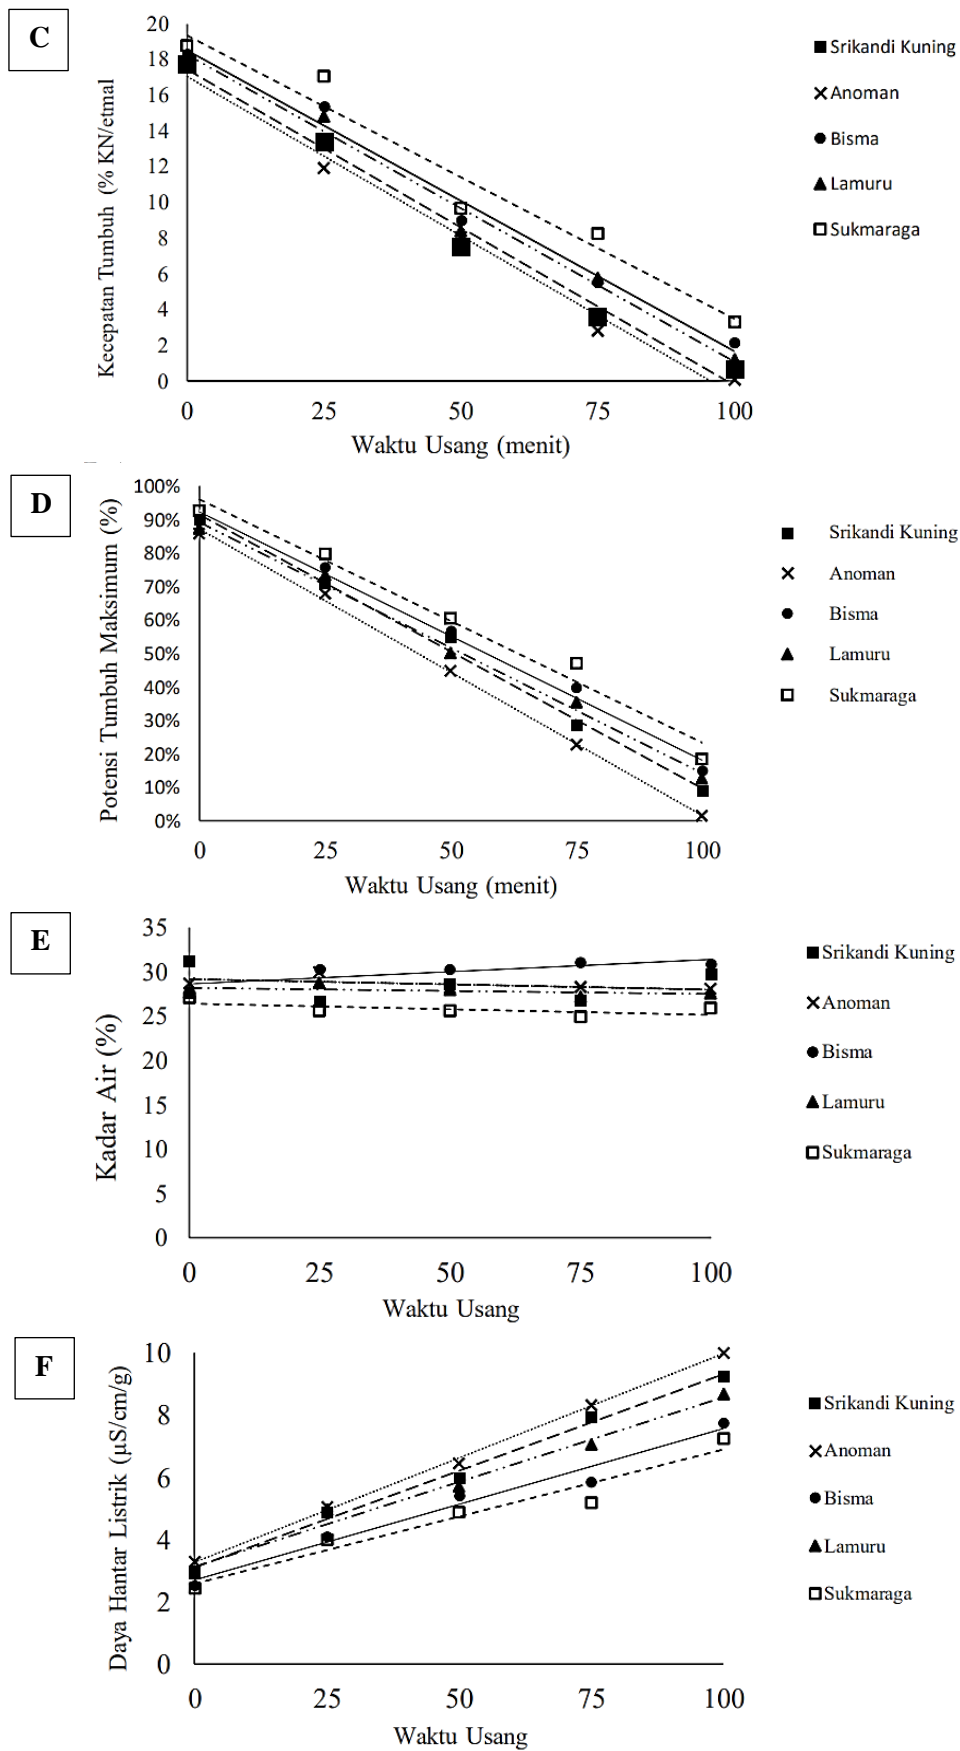 C
Kecepatan Tumbuh (% KN/etmal
20
18
16
14
12
10
8
6
4
2
0
0 25 50 75 100
Waktu Usang (menit)
Srikandi Kuning
Anoman
Bisma
Lamuru
Sukmaraga
D
Potensi Tumbuh Maksimum (%)
100%
90%
80%
70%
60%
50%
40%
30%
20%
10%
0%
0 25 50 75 100
Waktu Usang (menit)
Srikandi Kuning
Anoman
Bisma
Lamuru
Sukmaraga
E
Kadar Air (%)
35
30
25
20
15
10
5
0
0 25 50 75 100
Waktu Usang
Srikandi Kuning
Anoman
Bisma
Lamuru
Sukmaraga
F
Daya Hantar Listrik (µS/cm/g)
10
8
6
4
2
0
0 25 50 75 100
Waktu Usang
Srikandi Kuning
Anoman
Bisma
Lamuru
Sukmaraga